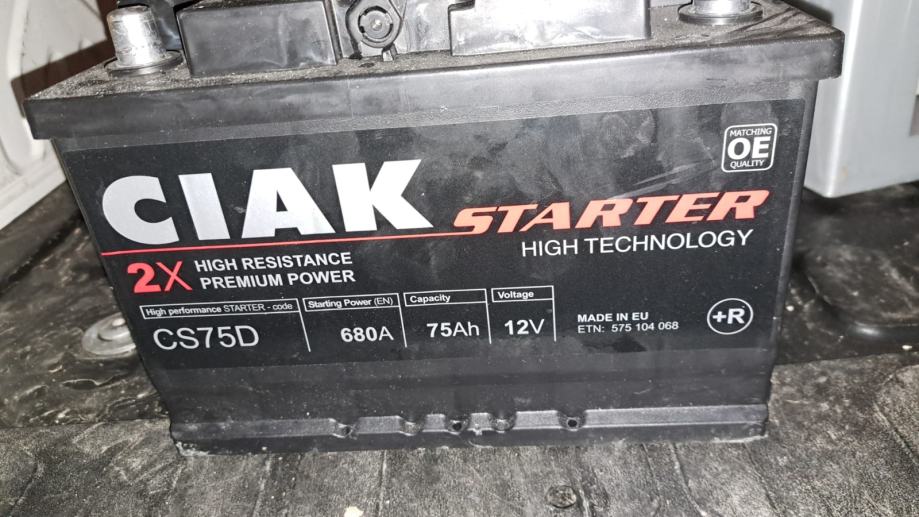 MATCHING
OE
QUALITY
CIAK STARTER
HIGH TECHNOLOGY
2X HIGH RESISTANCE
PREMIUM POWER
High performance STARTER - code
CS75D
Starting Power (EN)
680A
Capacity
75Ah
Voltage
12V
MADE IN EU
ETN: 575 104 068
+R